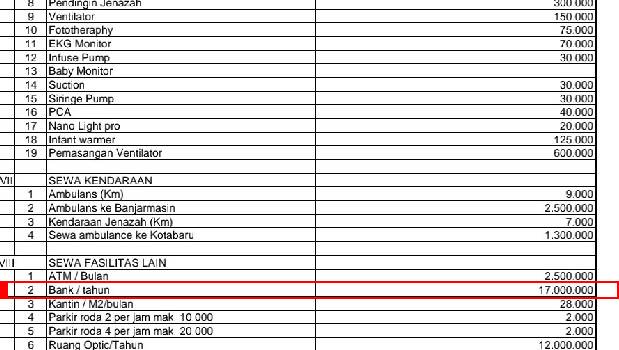 8 Pendingin Jenazah 300.000
9 Ventilator 150.000
10 Fototheraphy 75.000
11 EKG Monitor 70.000
12 Infuse Pump 30.000
13 Baby Monitor
14 Suction 30.000
15 Siringe Pump 30.000
16 PCA 40.000
17 Nano Light pro 20.000
18 Infant warmer 125.000
19 Pemasangan Ventilator 600.000
VII SEWA KENDARAAN
1 Ambulans (Km) 9.000
2 Ambulans ke Banjarmasin 2.500.000
3 Kendaraan Jenazah (Km) 7.000
4 Sewa ambulance ke Kotabaru 1.300.000
VIII SEWA FASILITAS LAIN
1 ATM / Bulan 2.500.000
2 Bank / tahun 17.000.000
3 Kantin / M2/bulan 28.000
4 Parkir roda 2 per jam mak 10.000 2.000
5 Parkir roda 4 per jam mak 20.000 2.000
6 Ruang Optic/Tahun 12.000.000